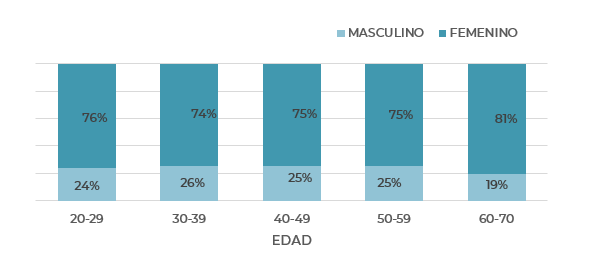 MASCULINO FEMENINO
76% 74% 75% 75% 81%
24% 26% 25% 25% 19%
20-29 30-39 40-49 50-59 60-70
EDAD